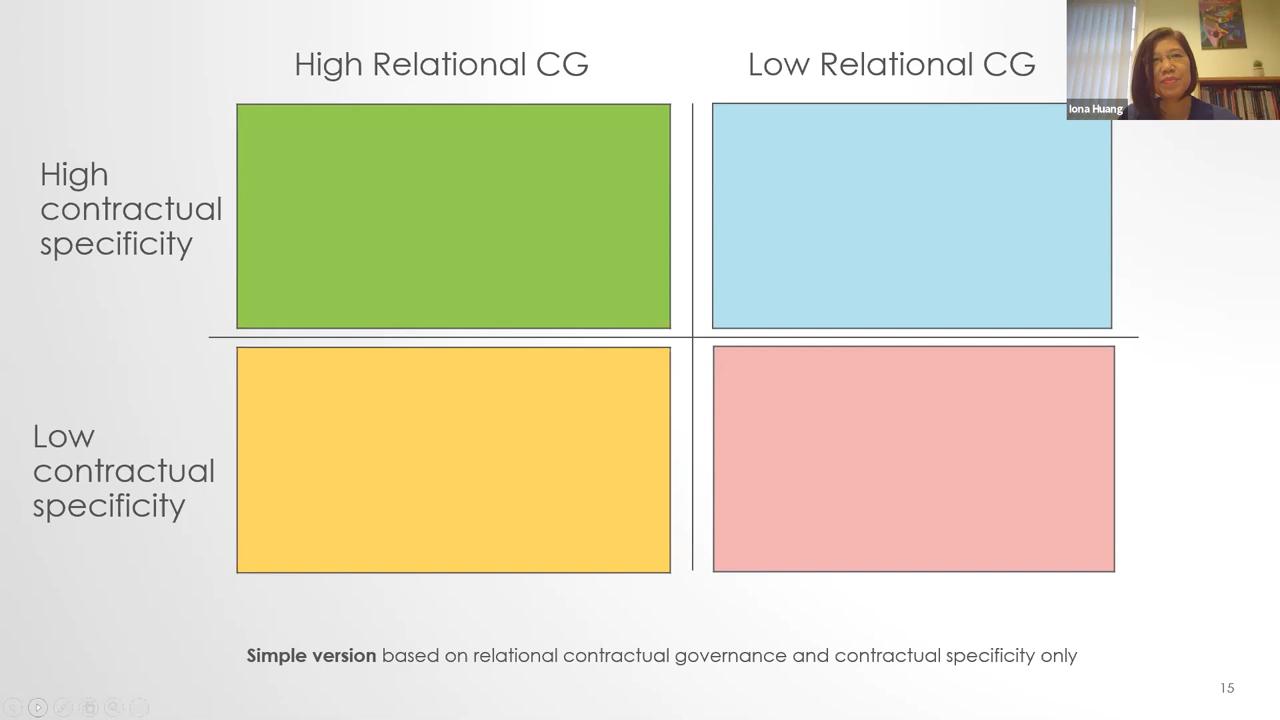 High Relational CG
Low Relational CG
Iona Huang
High
contractual
specificity
Low
contractual
specificity
Simple version based on relational contractual governance and contractual specificity only
15